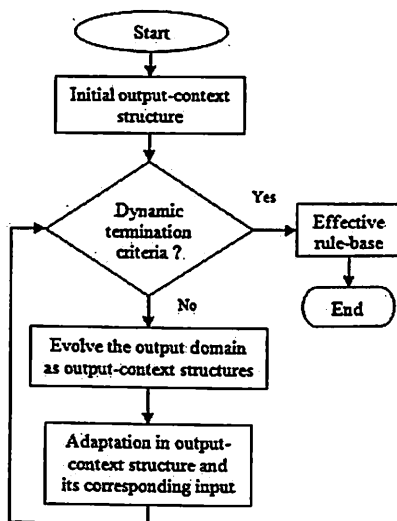 Start
Initial output-context
structure
Dynamic
termination
criteria ?
Yes
Effective
rule-base
End
No
Evolve the output domain
as output-context structures
Adaptation in output-
context structure and
its corresponding input